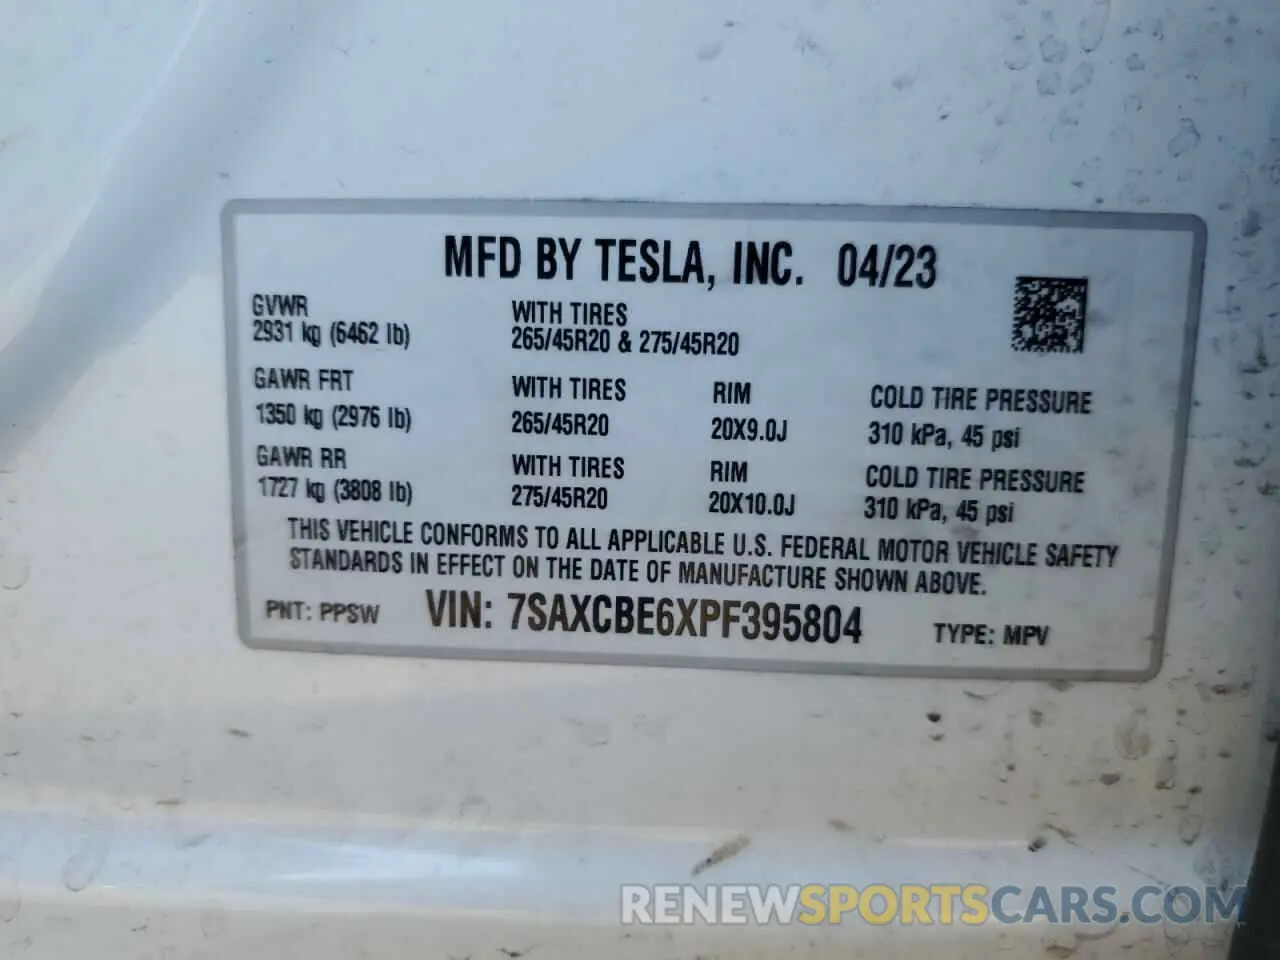 MFD BY TESLA, INC. 04/23
GVWR WITH TIRES
2931 kg (6462 lb) 265/45R20 & 275/45R20
GAWR FRT WITH TIRES RIM COLD TIRE PRESSURE
1350 kg (2976 lb) 265/45R20 20X9.0J 310 kPa, 45 psi
GAWR RR WITH TIRES RIM COLD TIRE PRESSURE
1727 kg (3808 lb) 275/45R20 20X10.0J 310 kPa, 45 psi
THIS VEHICLE CONFORMS TO ALL APPLICABLE U.S. FEDERAL MOTOR VEHICLE SAFETY
STANDARDS IN EFFECT ON THE DATE OF MANUFACTURE SHOWN ABOVE.
PNT: PPSW VIN: 7SAXCBE6XPF395804 TYPE: MPV
RENEWSPORTSCARS.COM